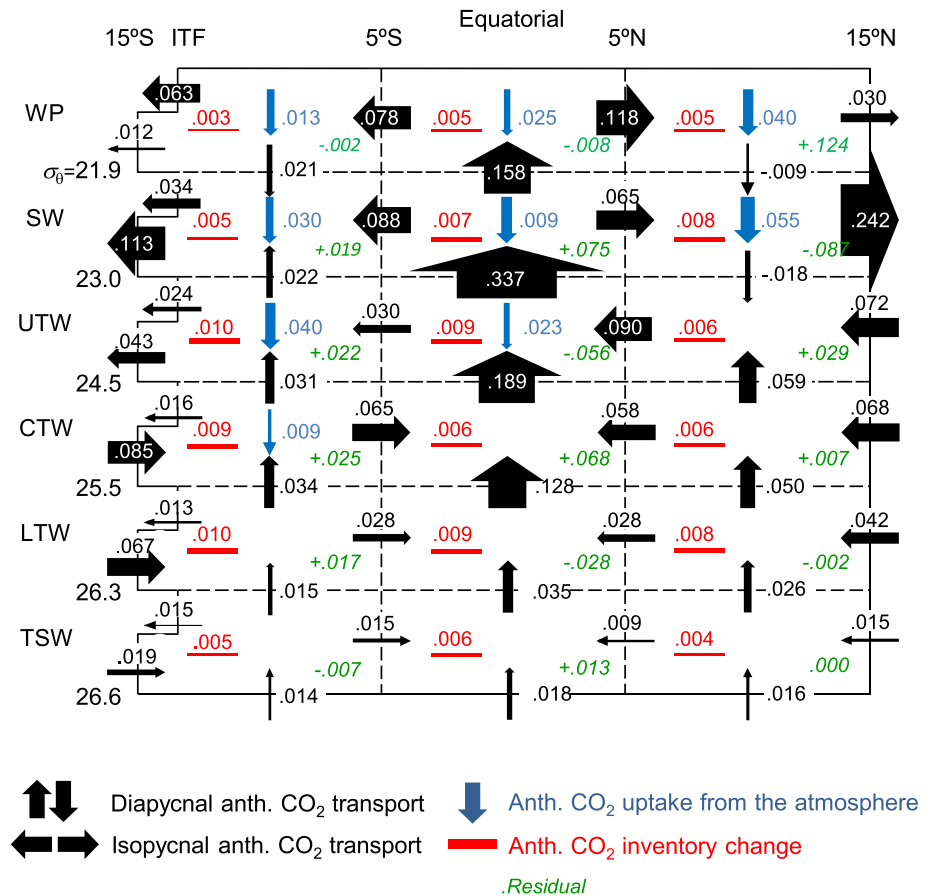 Equatorial
15ºS ITF 5ºS 5ºN 15ºN
WP .063 .003 .013 .078 .005 .025 .118 .005 .040 .030
.012 -.002 -.008 +.124
σθ=21.9 .021 .158 -.009
SW .034 .005 .030 .088 .007 .009 .065 .008 .055 .242
.113 +.019 +.075 -.087
23.0 .022 .337 -.018
UTW .024 .010 .040 .030 .009 .023 .090 .006 .072
.043 +.022 -.056 +.029
24.5 .031 .189 .059
CTW .016 .009 .009 .065 .006 .058 .006 .068
.085 +.025 +.068 +.007
25.5 .034 .128 .050
LTW .013 .010 .028 .009 .028 .008 .042
.067 +.017 -.028 -.002
26.3 .015 .035 .026
TSW .015 .005 .015 .006 .009 .004 .015
.019 -.007 +.013 .000
26.6 .014 .018 .016
Diapycnal anth. CO2 transport Anth. CO2 uptake from the atmosphere
Isopycnal anth. CO2 transport Anth. CO2 inventory change
.Residual